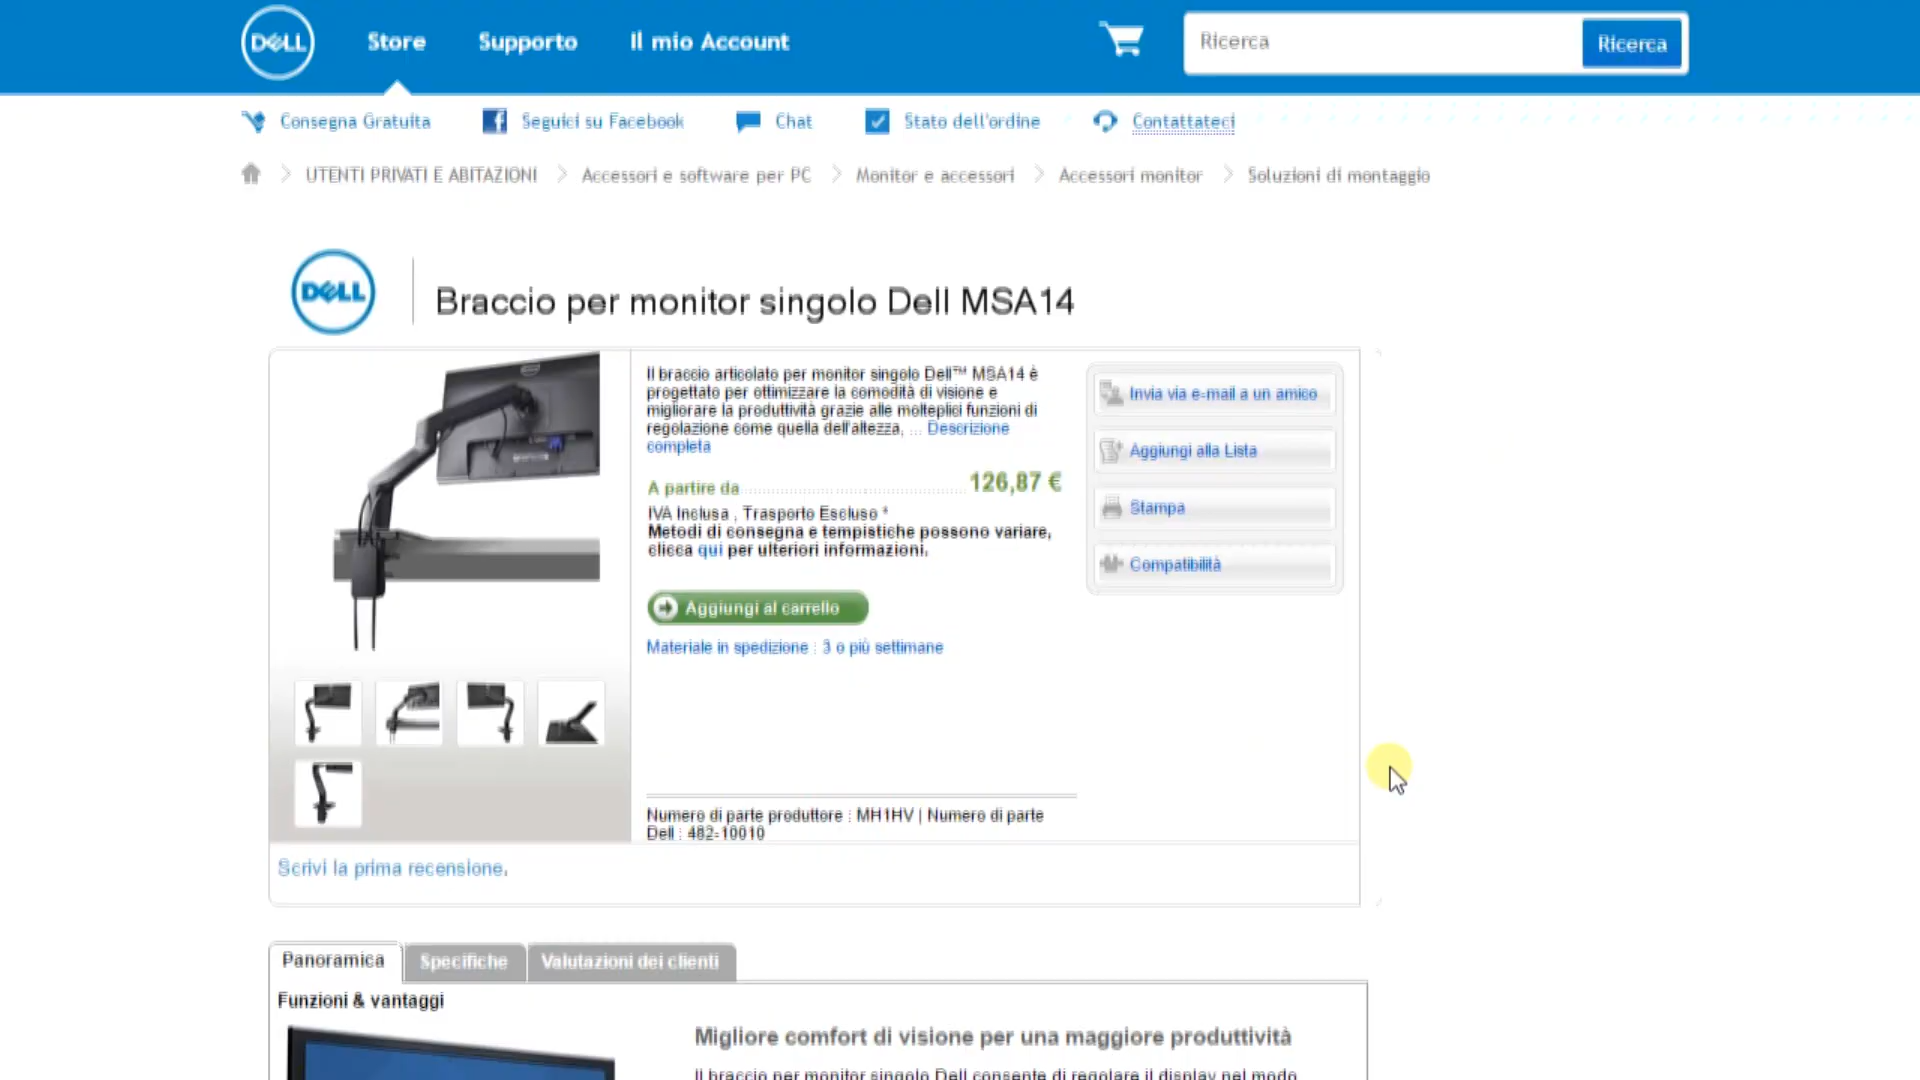 DELL
Store
Supporto
Il mio Account
Ricerca
Ricerca
Consegna Gratuita
Seguici su Facebook
Chat
Stato dell'ordine
Contattateci
UTENTI PRIVATI E ABITAZIONI
Accessori e software per PC
Monitor e accessori
Accessori monitor
Soluzioni di montaggio
DELL
Braccio per monitor singolo Dell MSA14
Il braccio articolato per monitor singolo Dell™ MSA14 è
progettato per ottimizzare la comodità di visione e
migliorare la produttività grazie alle molteplici funzioni di
regolazione come quella dell'altezza, ... Descrizione
completa
A partire da 126,87 €
IVA Inclusa , Trasporto Escluso *
Metodi di consegna e tempistiche possono variare,
clicca qui per ulteriori informazioni.
Aggiungi al carrello
Materiale in spedizione : 3 o più settimane
Invia via e-mail a un amico
Aggiungi alla Lista
Stampa
Compatibilità
Numero di parte produttore : MH1HV | Numero di parte
Dell : 482-10010
Scrivi la prima recensione.
Panoramica
Specifiche
Valutazioni dei clienti
Funzioni & vantaggi
Migliore comfort di visione per una maggiore produttività
Il braccio per monitor singolo Dell consente di regolare il display nel modo